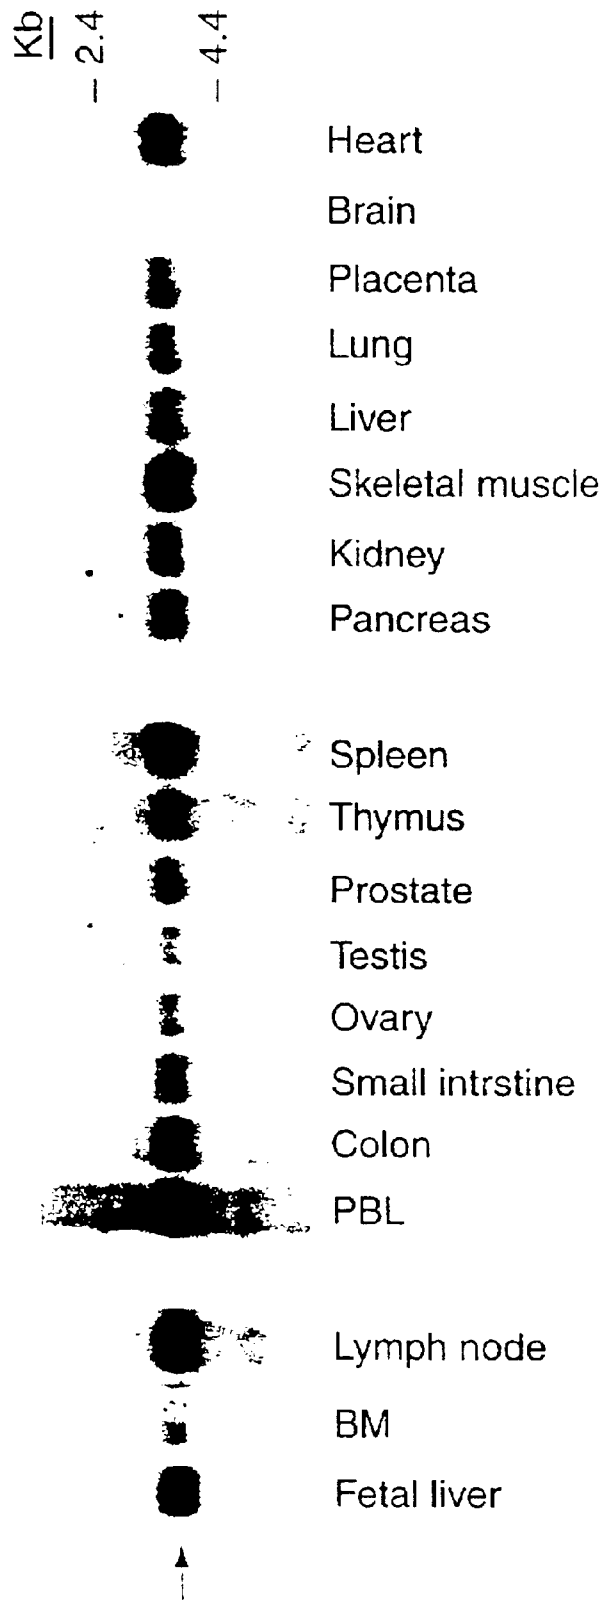 Kb
– 2.4
– 4.4
Heart
Brain
Placenta
Lung
Liver
Skeletal muscle
Kidney
Pancreas
Spleen
Thymus
Prostate
Testis
Ovary
Small intrstine
Colon
PBL
Lymph node
BM
Fetal liver